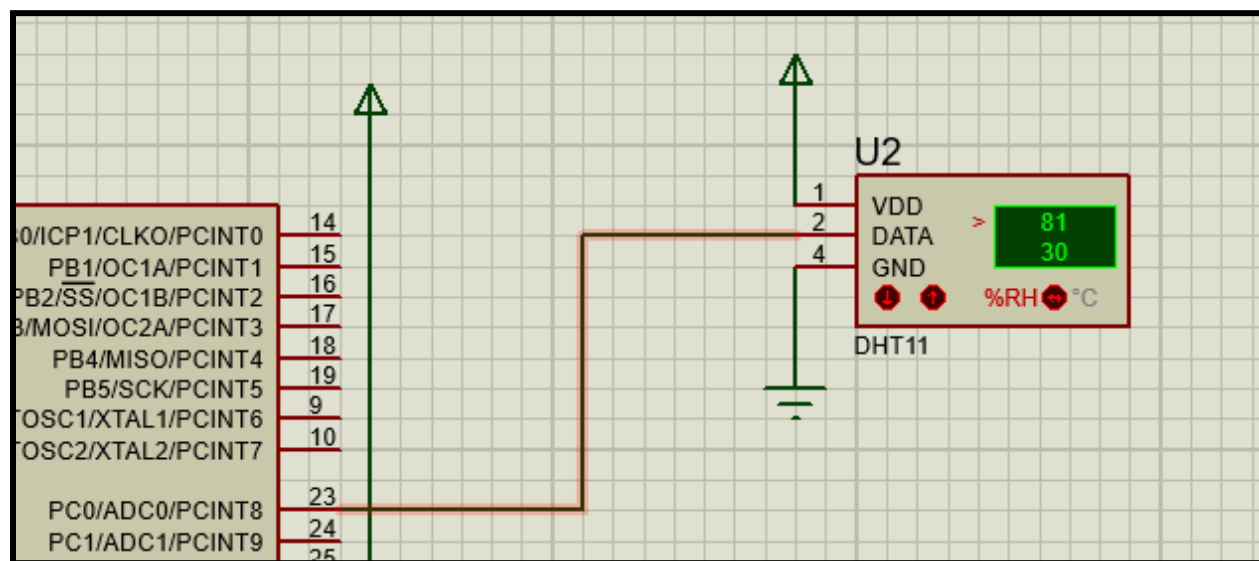 U2
1
VDD
2
DATA
4
GND
>
81
30
%RH
°C
DHT11
0/ICP1/CLKO/PCINT0
14
PB1/OC1A/PCINT1
15
PB2/SS/OC1B/PCINT2
16
3/MOSI/OC2A/PCINT3
17
PB4/MISO/PCINT4
18
PB5/SCK/PCINT5
19
TOSC1/XTAL1/PCINT6
9
TOSC2/XTAL2/PCINT7
10
PC0/ADC0/PCINT8
23
PC1/ADC1/PCINT9
24
25